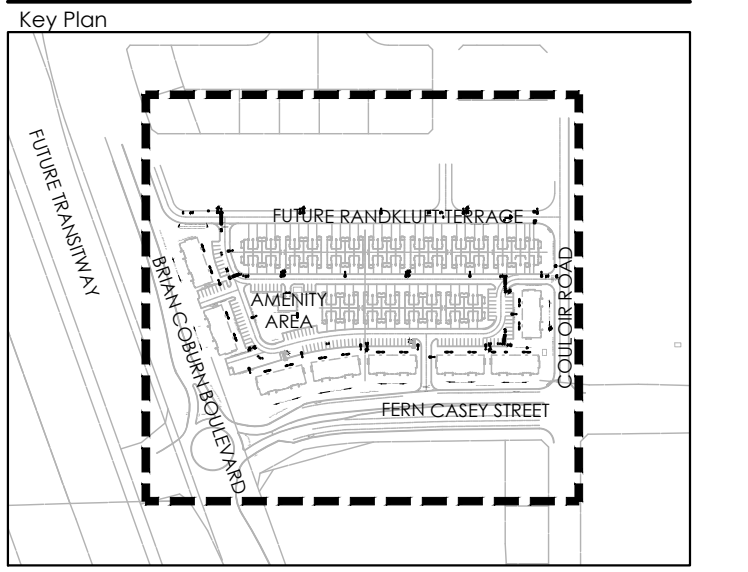 Key Plan
FUTURE TRANSITWAY
FUTURE RANDKLUFT TERRACE
BRIAN COBURN BOULEVARD
AMENITY
AREA
COULOIR ROAD
FERN CASEY STREET